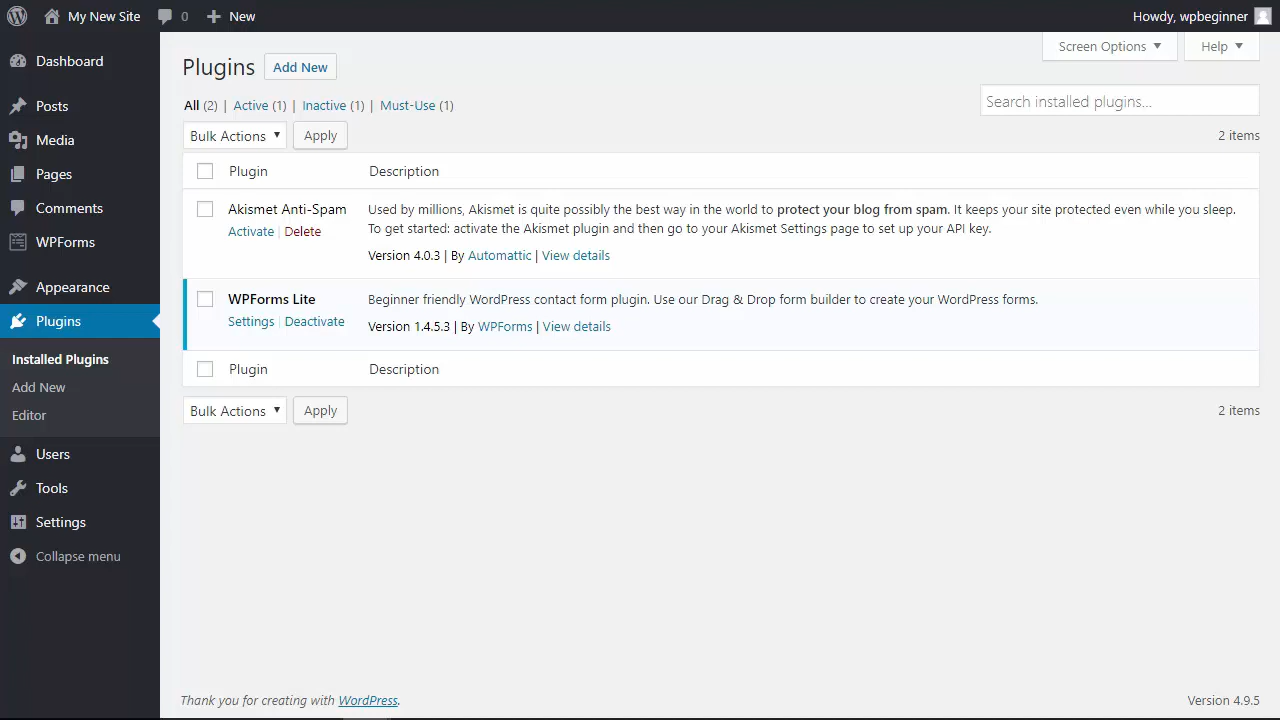 My New Site 0 New Howdy, wpbeginner
Screen Options Help
Dashboard
Posts
Media
Pages
Comments
WPForms
Appearance
Plugins
Installed Plugins
Add New
Editor
Users
Tools
Settings
Collapse menu
Plugins Add New
All (2) | Active (1) | Inactive (1) | Must-Use (1)
Search installed plugins...
Bulk Actions Apply 2 items
Plugin Description
Akismet Anti-Spam
Activate | Delete
Used by millions, Akismet is quite possibly the best way in the world to protect your blog from spam. It keeps your site protected even while you sleep.
To get started: activate the Akismet plugin and then go to your Akismet Settings page to set up your API key.
Version 4.0.3 | By Automattic | View details
WPForms Lite
Settings | Deactivate
Beginner friendly WordPress contact form plugin. Use our Drag & Drop form builder to create your WordPress forms.
Version 1.4.5.3 | By WPForms | View details
Plugin Description
Bulk Actions Apply 2 items
Thank you for creating with WordPress. Version 4.9.5